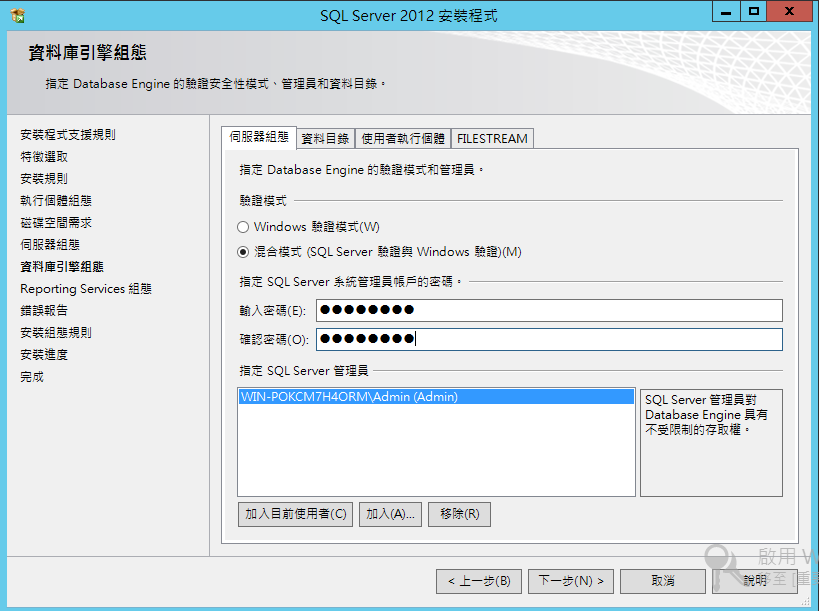 SQL Server 2012 安裝程式
資料庫引擎組態
指定 Database Engine 的驗證安全性模式、管理員和資料目錄。
安裝程式支援規則
特徵選取
安裝規則
執行個體組態
磁碟空間需求
伺服器組態
資料庫引擎組態
Reporting Services 組態
錯誤報告
安裝組態規則
安裝進度
完成
伺服器組態 資料目錄 使用者執行個體 FILESTREAM
指定 Database Engine 的驗證模式和管理員。
驗證模式
Windows 驗證模式(W)
混合模式 (SQL Server 驗證與 Windows 驗證)(M)
指定 SQL Server 系統管理員帳戶的密碼。
輸入密碼(E): ●●●●●●●●
確認密碼(O): ●●●●●●●●
指定 SQL Server 管理員
WIN-POKCM7H4ORM\Admin (Admin)
SQL Server 管理員對
Database Engine 具有
不受限制的存取權。
加入目前使用者(C) 加入(A)... 移除(R)
啟用 W
移至 [重
< 上一步(B) 下一步(N) > 取消 說明